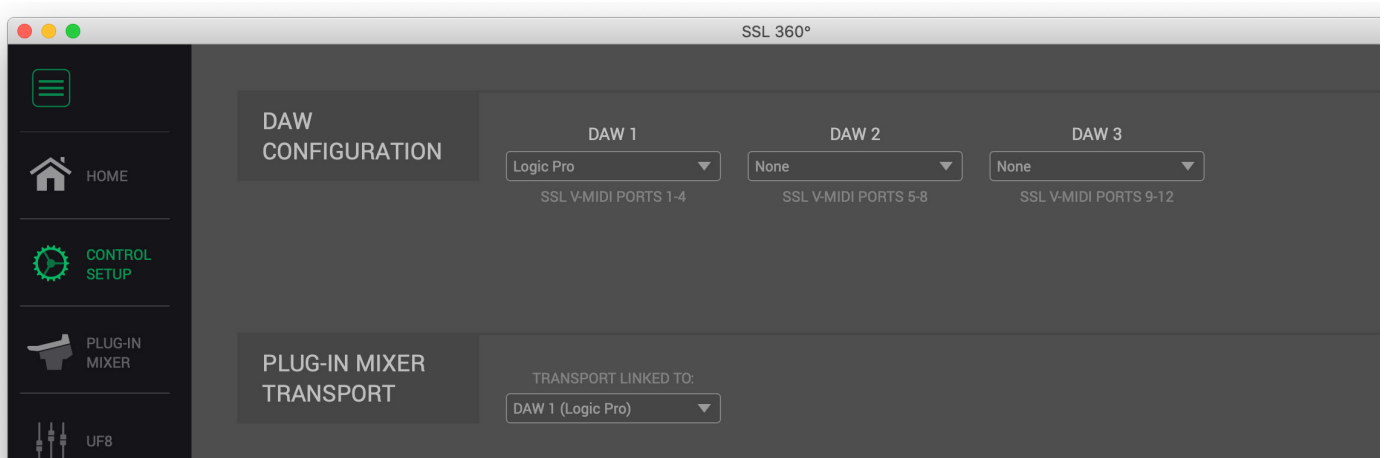 SSL 360°
HOME
CONTROL
SETUP
PLUG-IN
MIXER
UF8
DAW
CONFIGURATION
DAW 1
DAW 2
DAW 3
Logic Pro
None
None
SSL V-MIDI PORTS 1-4
SSL V-MIDI PORTS 5-8
SSL V-MIDI PORTS 9-12
PLUG-IN MIXER
TRANSPORT
TRANSPORT LINKED TO:
DAW 1 (Logic Pro)